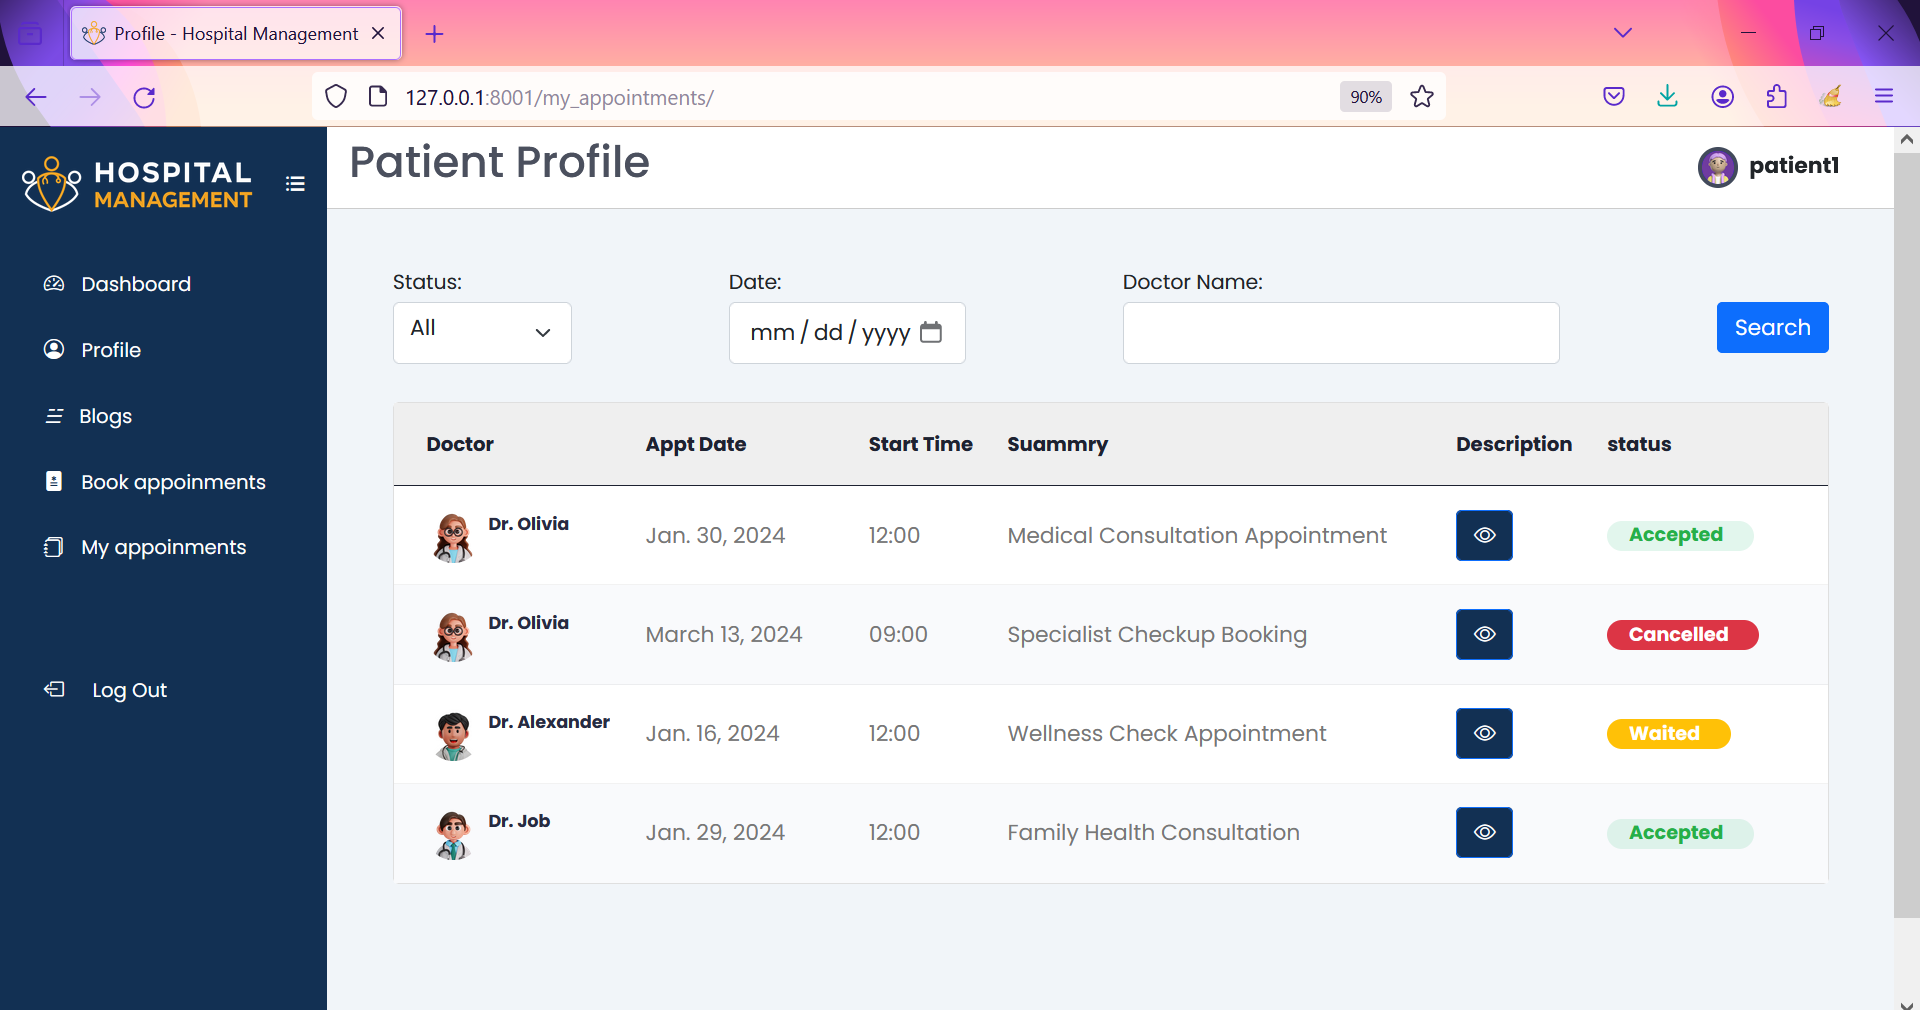 Profile - Hospital Management
127.0.0.1:8001/my_appointments/
90%
HOSPITAL
MANAGEMENT
Patient Profile
patient1
Dashboard
Profile
Blogs
Book appoinments
My appoinments
Log Out
Status:
Date:
Doctor Name:
All
mm / dd / yyyy
Search
Doctor Appt Date Start Time Suammry Description status
Dr. Olivia Jan. 30, 2024 12:00 Medical Consultation Appointment Accepted
Dr. Olivia March 13, 2024 09:00 Specialist Checkup Booking Cancelled
Dr. Alexander Jan. 16, 2024 12:00 Wellness Check Appointment Waited
Dr. Job Jan. 29, 2024 12:00 Family Health Consultation Accepted